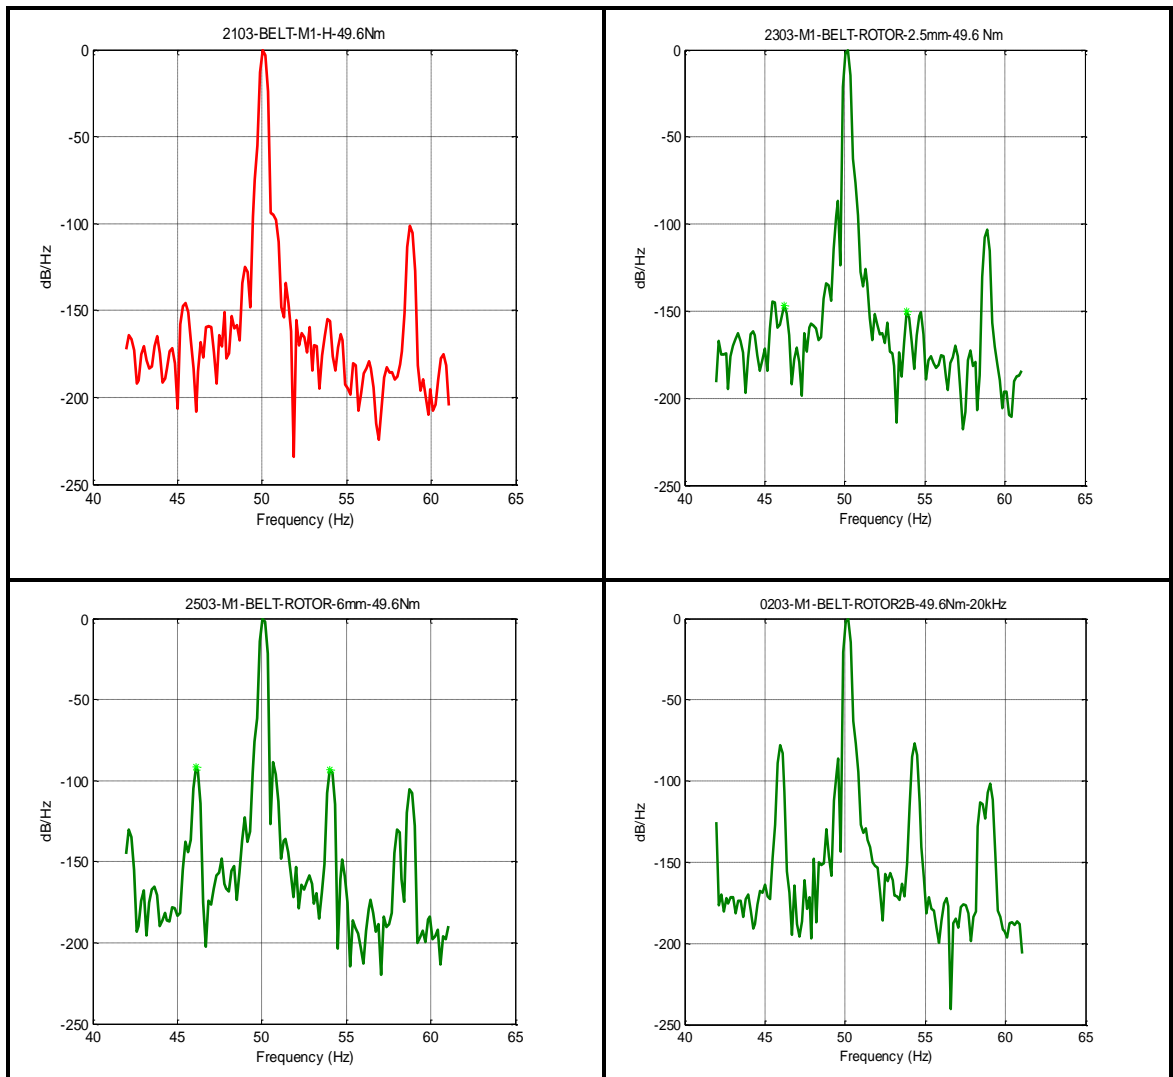 2103-BELT-M1-H-49.6Nm
0
-50
-100
-150
-200
-250
dB/Hz
40 45 50 55 60 65
Frequency (Hz)
2303-M1-BELT-ROTOR-2.5mm-49.6 Nm
0
-50
-100
-150
-200
-250
dB/Hz
40 45 50 55 60 65
Frequency (Hz)
2503-M1-BELT-ROTOR-6mm-49.6Nm
0
-50
-100
-150
-200
-250
dB/Hz
40 45 50 55 60 65
Frequency (Hz)
0203-M1-BELT-ROTOR2B-49.6Nm-20kHz
0
-50
-100
-150
-200
-250
dB/Hz
40 45 50 55 60 65
Frequency (Hz)